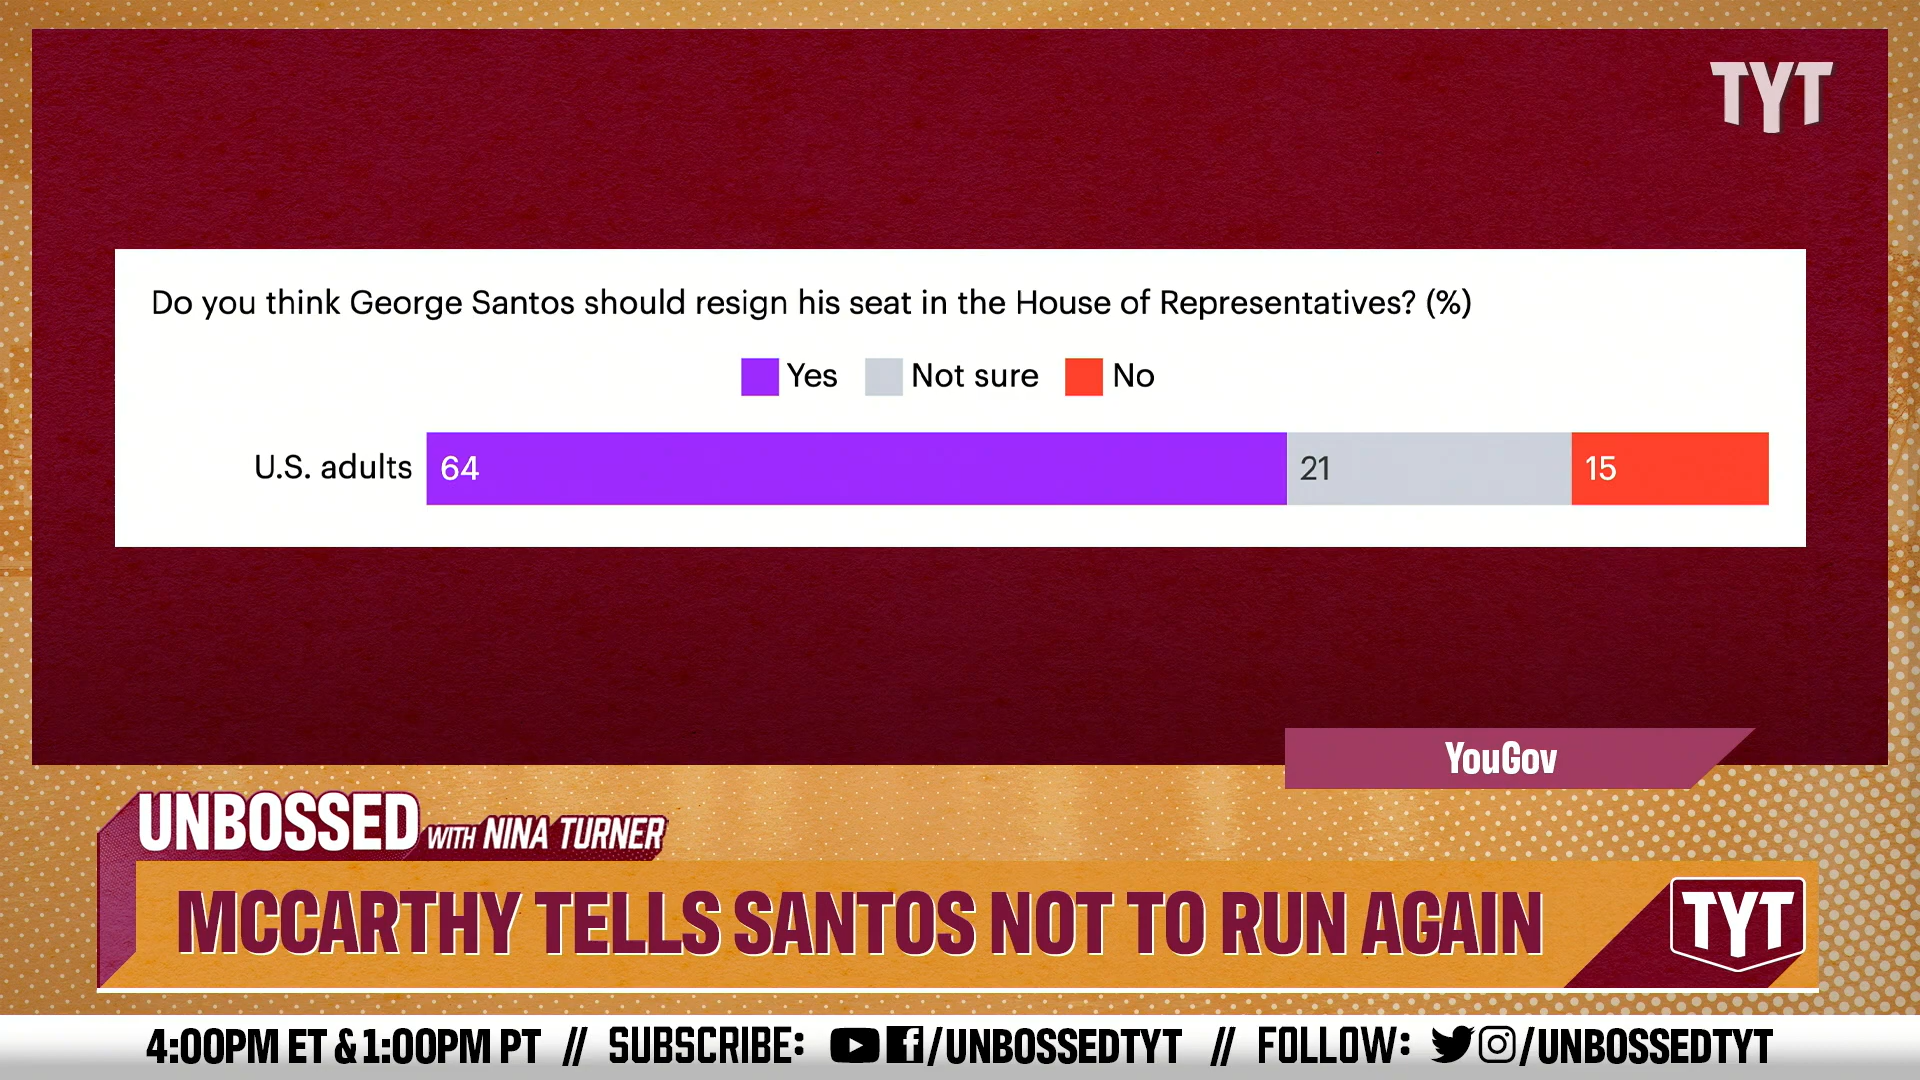 TYT
Do you think George Santos should resign his seat in the House of Representatives? (%)
Yes Not sure No
U.S. adults 64 21 15
YouGov
UNBOSSED WITH NINA TURNER
MCCARTHY TELLS SANTOS NOT TO RUN AGAIN
TYT
4:00PM ET & 1:00PM PT // SUBSCRIBE: /UNBOSSEDTYT // FOLLOW: /UNBOSSEDTYT